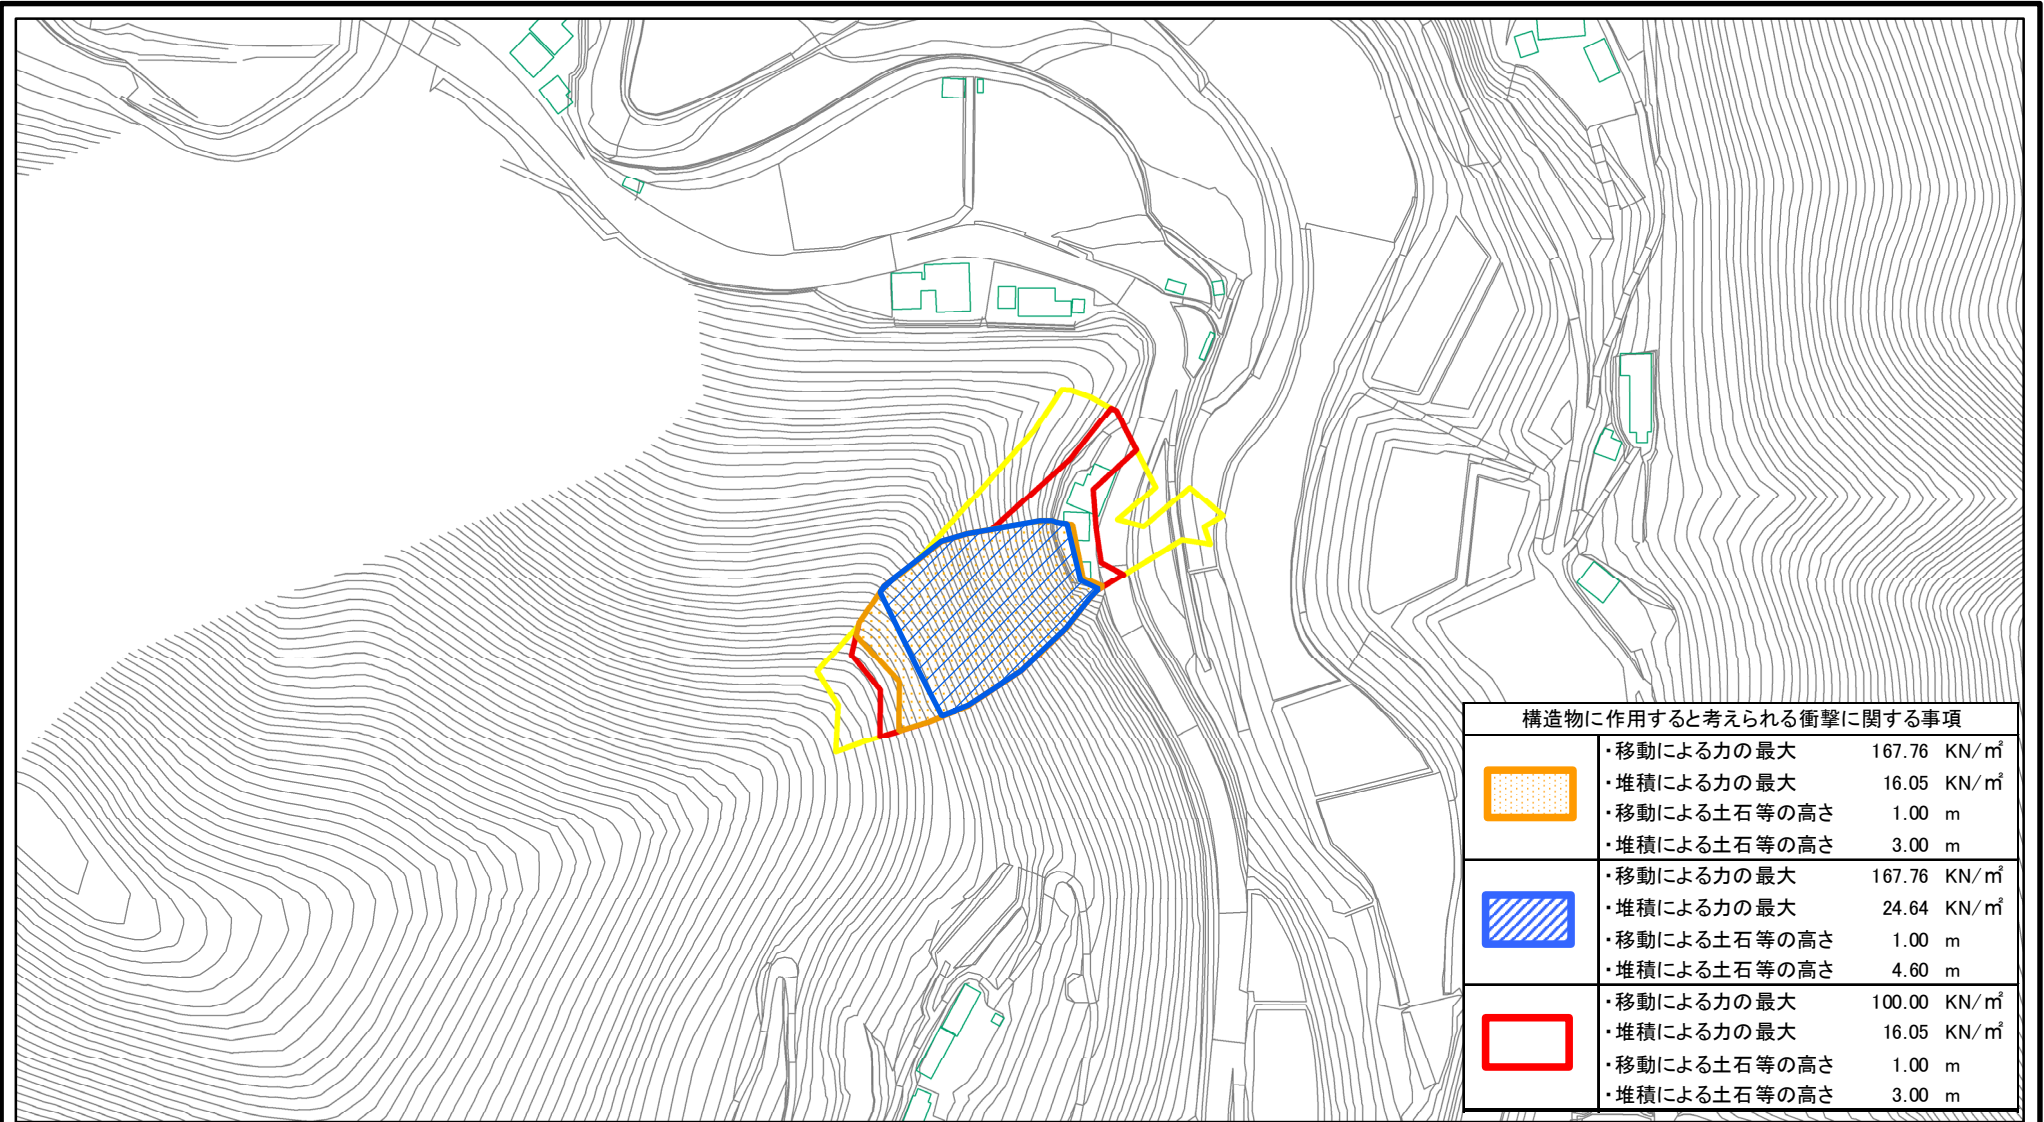 構造物に作用すると考えられる衝撃に関する事項
・移動による力の最大 167.76 KN/㎡
・堆積による力の最大 16.05 KN/㎡
・移動による土石等の高さ 1.00 m
・堆積による土石等の高さ 3.00 m
・移動による力の最大 167.76 KN/㎡
・堆積による力の最大 24.64 KN/㎡
・移動による土石等の高さ 1.00 m
・堆積による土石等の高さ 4.60 m
・移動による力の最大 100.00 KN/㎡
・堆積による力の最大 16.05 KN/㎡
・移動による土石等の高さ 1.00 m
・堆積による土石等の高さ 3.00 m